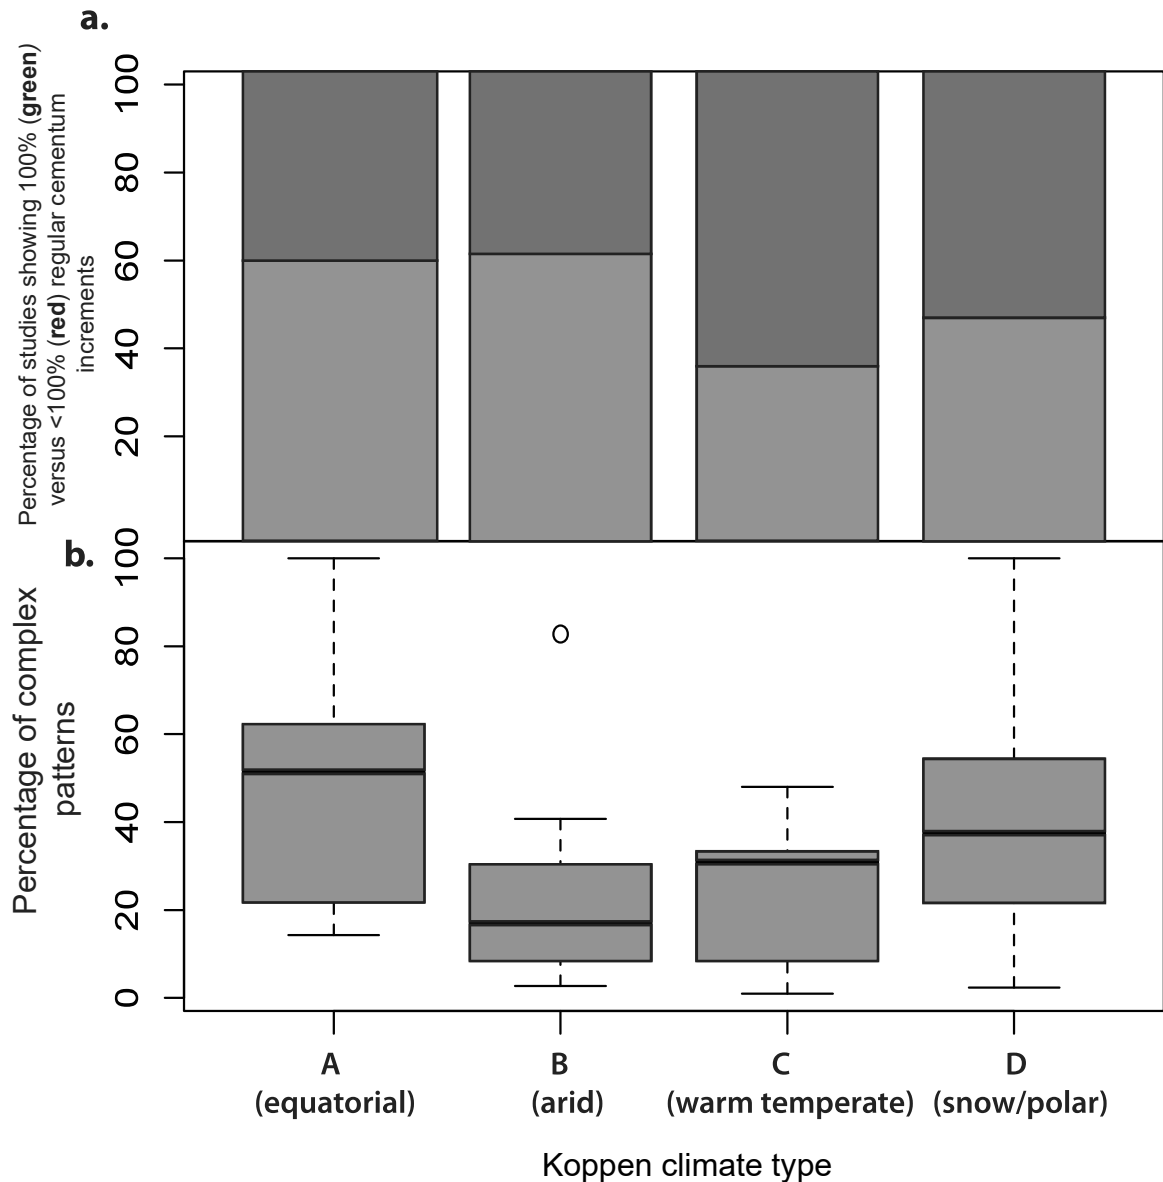 a.
Percentage of studies showing 100% (green)
versus <100% (red) regular cementum
increments
100
80
60
40
20
b.
Percentage of complex
patterns
100
80
60
40
20
0
A B C D
(equatorial) (arid) (warm temperate) (snow/polar)
Koppen climate type